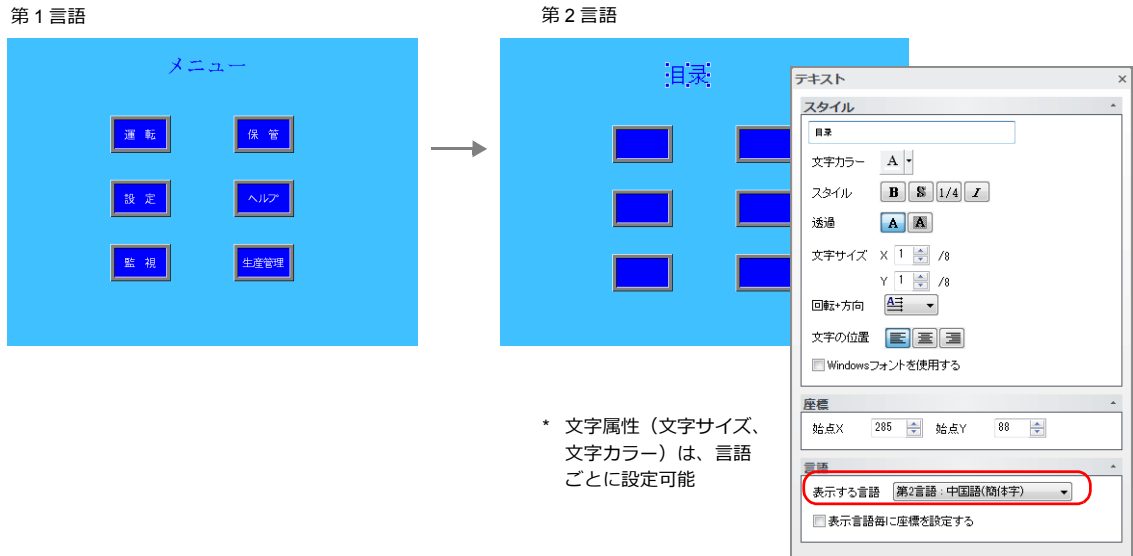 第 1 言語
メニュー
運 転
保 管
設 定
ヘルプ
監 視
生産管理
第 2 言語
目录
テキスト ×
スタイル
目录
文字カラー A
スタイル B S 1/4 I
透過 A A
文字サイズ X 1 /8
Y 1 /8
回転+方向 A
文字の位置
Windowsフォントを使用する
座標
始点X 285 始点Y 88
言語
表示する言語 第2言語:中国語(簡体字)
表示言語毎に座標を設定する
* 文字属性(文字サイズ、
文字カラー)は、言語
ごとに設定可能